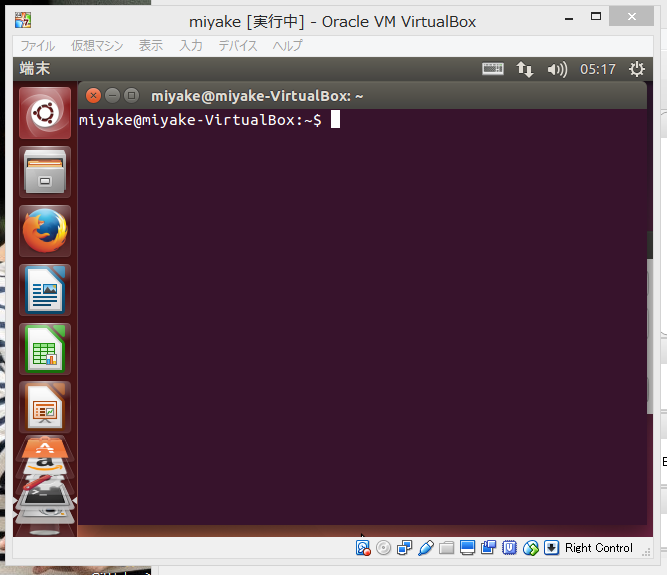 miyake [実行中] - Oracle VM VirtualBox
ファイル 仮想マシン 表示 入力 デバイス ヘルプ
端末 05:17
miyake@miyake-VirtualBox: ~
miyake@miyake-VirtualBox:~$
Right Control